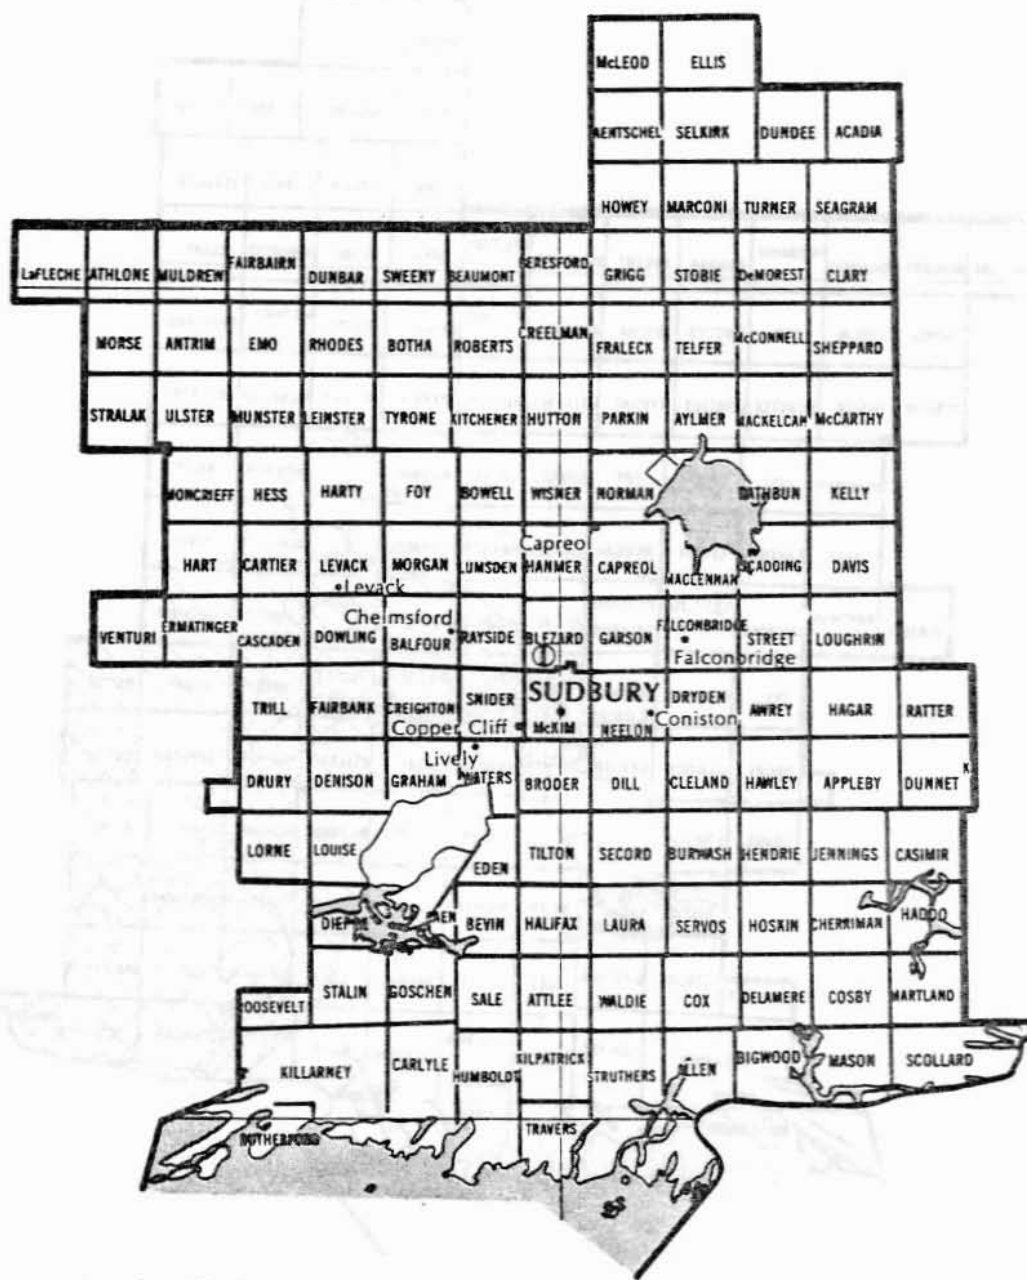 McLEOD ELLIS
AENTSCHEL SELKIRK DUNDEE ACADIA
HOWEY MARCONI TURNER SEAGRAM
LaFLECHE ATHLONE MULDREW FAIRBAIRN DUNBAR SWEENY BEAUMONT BERESFORD GRIGG STOBIE DeMOREST CLARY
MORSE ANTRIM EMO RHODES BOTHA ROBERTS CREELMAN FRALECK TELFER McCONNELL SHEPPARD
STRALAK ULSTER MUNSTER LEINSTER TYRONE KITCHENER HUTTON PARKIN AYLMER MACKELCAN McCARTHY
MONCRIEFF HESS HARTY FOY BOWELL WISNER NORMAN RATHBUN KELLY
Capreol
HART CARTIER LEVACK MORGAN LUMSDEN HANMER CAPREOL MACLENNAN SCADDING DAVIS
Levack
Chelmsford
VENTURI ERMATINGER CASCADEN DOWLING BALFOUR RAYSIDE BLEZARD GARSON FALCONBRIDGE STREET LOUGHRIN
Falconbridge
SUDBURY
TRILL FAIRBANK CREIGHTON SNIDER McKIM NEELON DRYDEN AWREY HAGAR RATTER
Copper Cliff Coniston
Lively
DRURY DENISON GRAHAM WATERS BRODER DILL CLELAND HAWLEY APPLEBY DUNNET K
LORNE LOUISE EDEN TILTON SECORD BURWASH HENDRIE JENNINGS CASIMIR
DIEPPE CAEN BEVIN HALIFAX LAURA SERVOS HOSKIN CHERRIMAN HADDO
ROOSEVELT STALIN GOSCHEN SALE ATTLEE WALDIE COX DELAMERE COSBY MARTLAND
KILLARNEY CARLYLE HUMBOLDT KILPATRICK STRUTHERS ALLEN BIGWOOD MASON SCOLLARD
RUTHERFORD TRAVERS